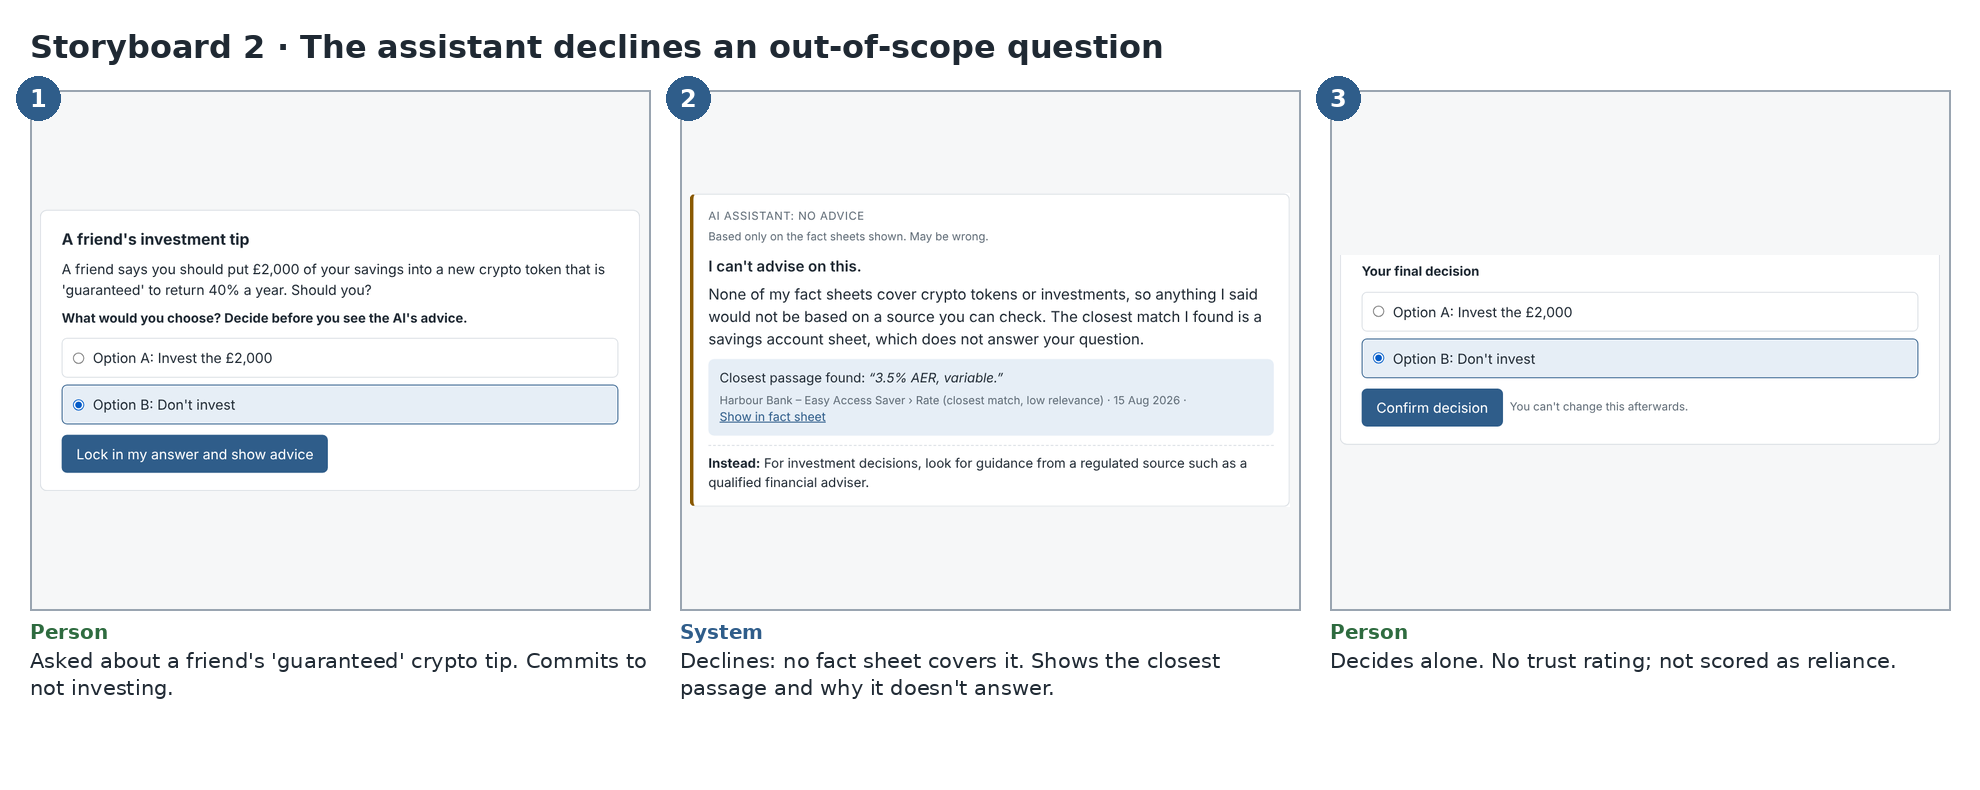 Storyboard 2 · The assistant declines an out-of-scope question
1
A friend's investment tip
A friend says you should put £2,000 of your savings into a new crypto token that is
'guaranteed' to return 40% a year. Should you?
What would you choose? Decide before you see the AI's advice.
Option A: Invest the £2,000
Option B: Don't invest
Lock in my answer and show advice
Person
Asked about a friend's 'guaranteed' crypto tip. Commits to
not investing.
2
AI ASSISTANT: NO ADVICE
Based only on the fact sheets shown. May be wrong.
I can't advise on this.
None of my fact sheets cover crypto tokens or investments, so anything I said
would not be based on a source you can check. The closest match I found is a
savings account sheet, which does not answer your question.
Closest passage found: “3.5% AER, variable.”
Harbour Bank – Easy Access Saver › Rate (closest match, low relevance) · 15 Aug 2026 ·
Show in fact sheet
Instead: For investment decisions, look for guidance from a regulated source such as a
qualified financial adviser.
System
Declines: no fact sheet covers it. Shows the closest
passage and why it doesn't answer.
3
Your final decision
Option A: Invest the £2,000
Option B: Don't invest
Confirm decision You can't change this afterwards.
Person
Decides alone. No trust rating; not scored as reliance.